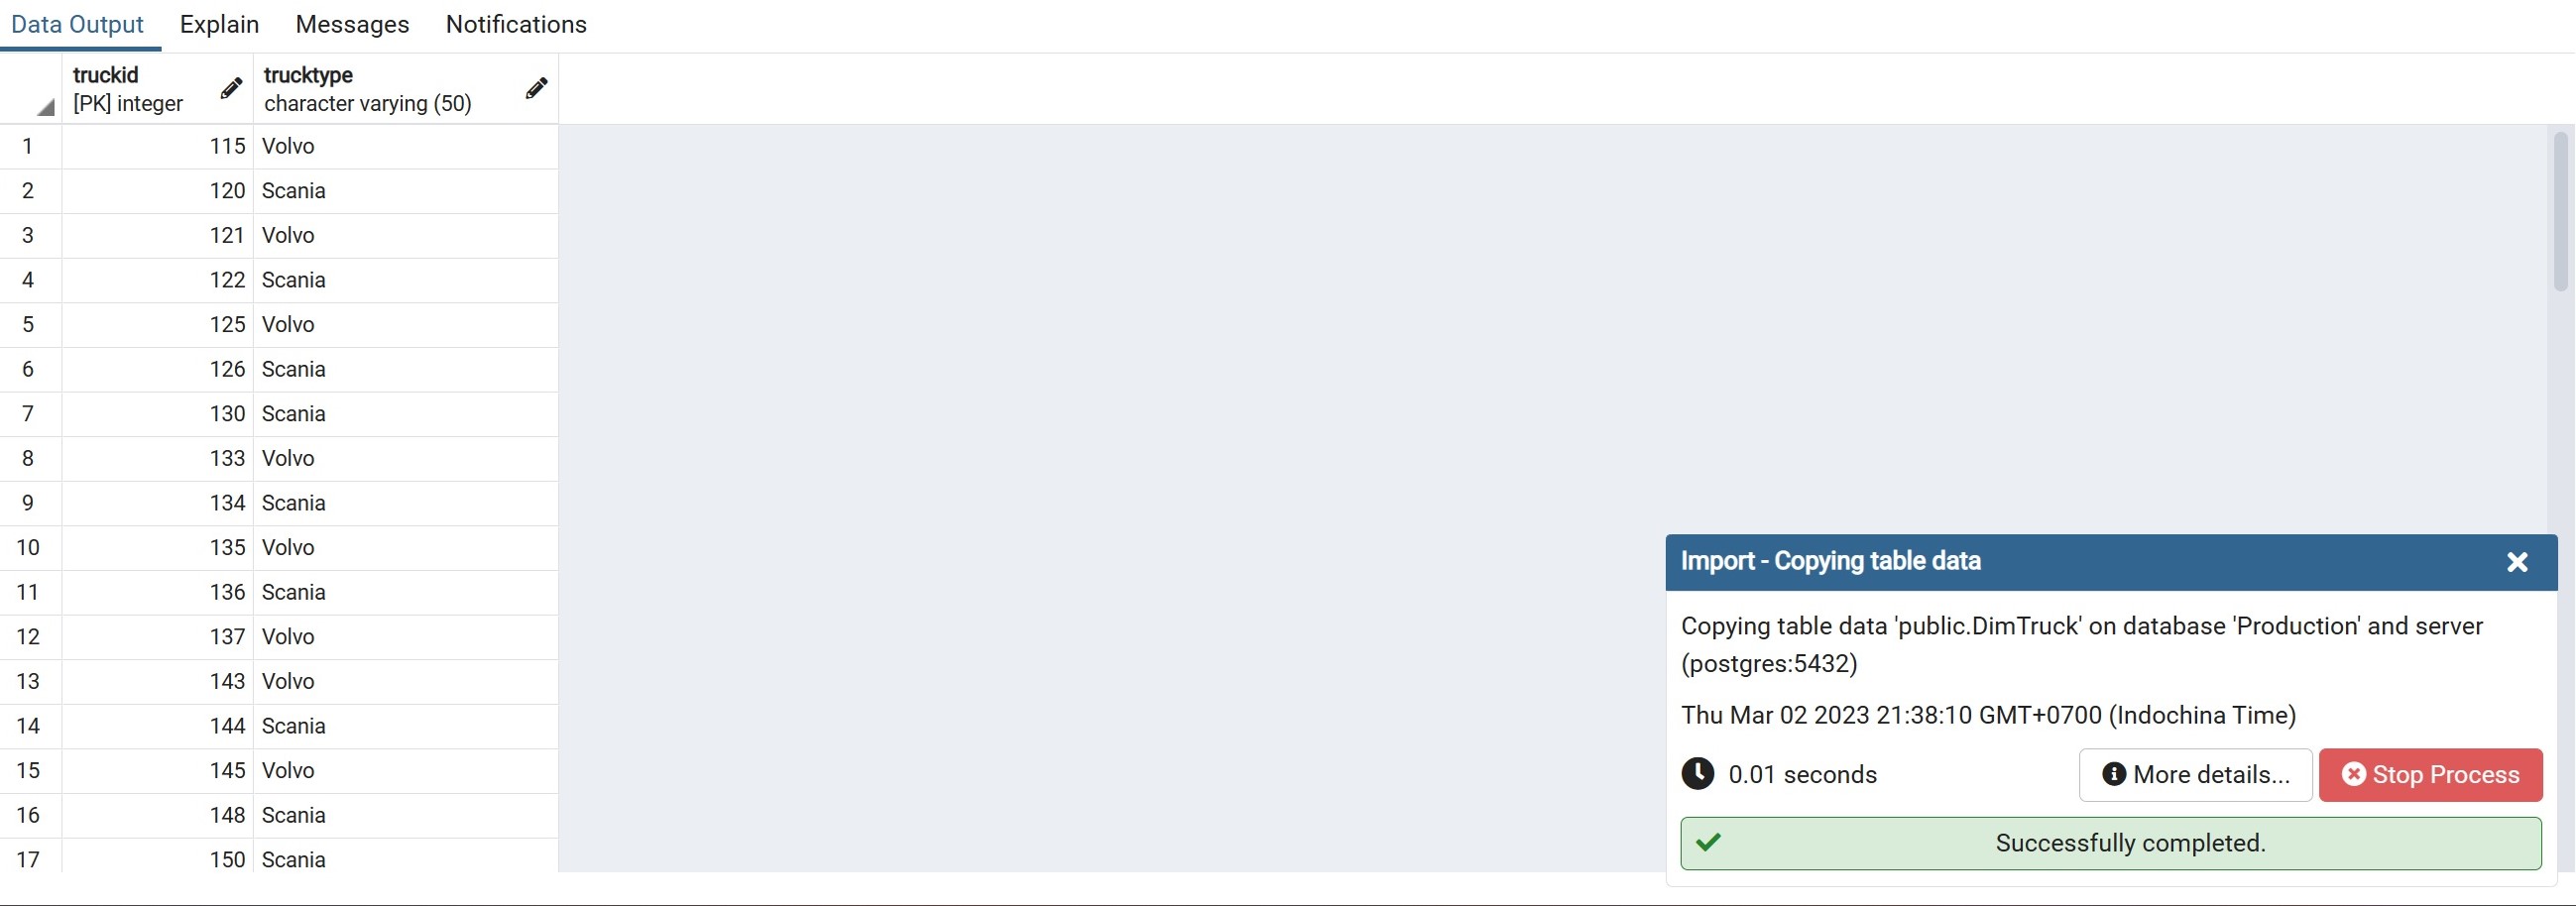 Data Output Explain Messages Notifications
truckid trucktype
[PK] integer character varying (50)
1 115 Volvo
2 120 Scania
3 121 Volvo
4 122 Scania
5 125 Volvo
6 126 Scania
7 130 Scania
8 133 Volvo
9 134 Scania
10 135 Volvo
11 136 Scania
12 137 Volvo
13 143 Volvo
14 144 Scania
15 145 Volvo
16 148 Scania
17 150 Scania
Import - Copying table data
Copying table data 'public.DimTruck' on database 'Production' and server
(postgres:5432)
Thu Mar 02 2023 21:38:10 GMT+0700 (Indochina Time)
0.01 seconds More details... Stop Process
Successfully completed.